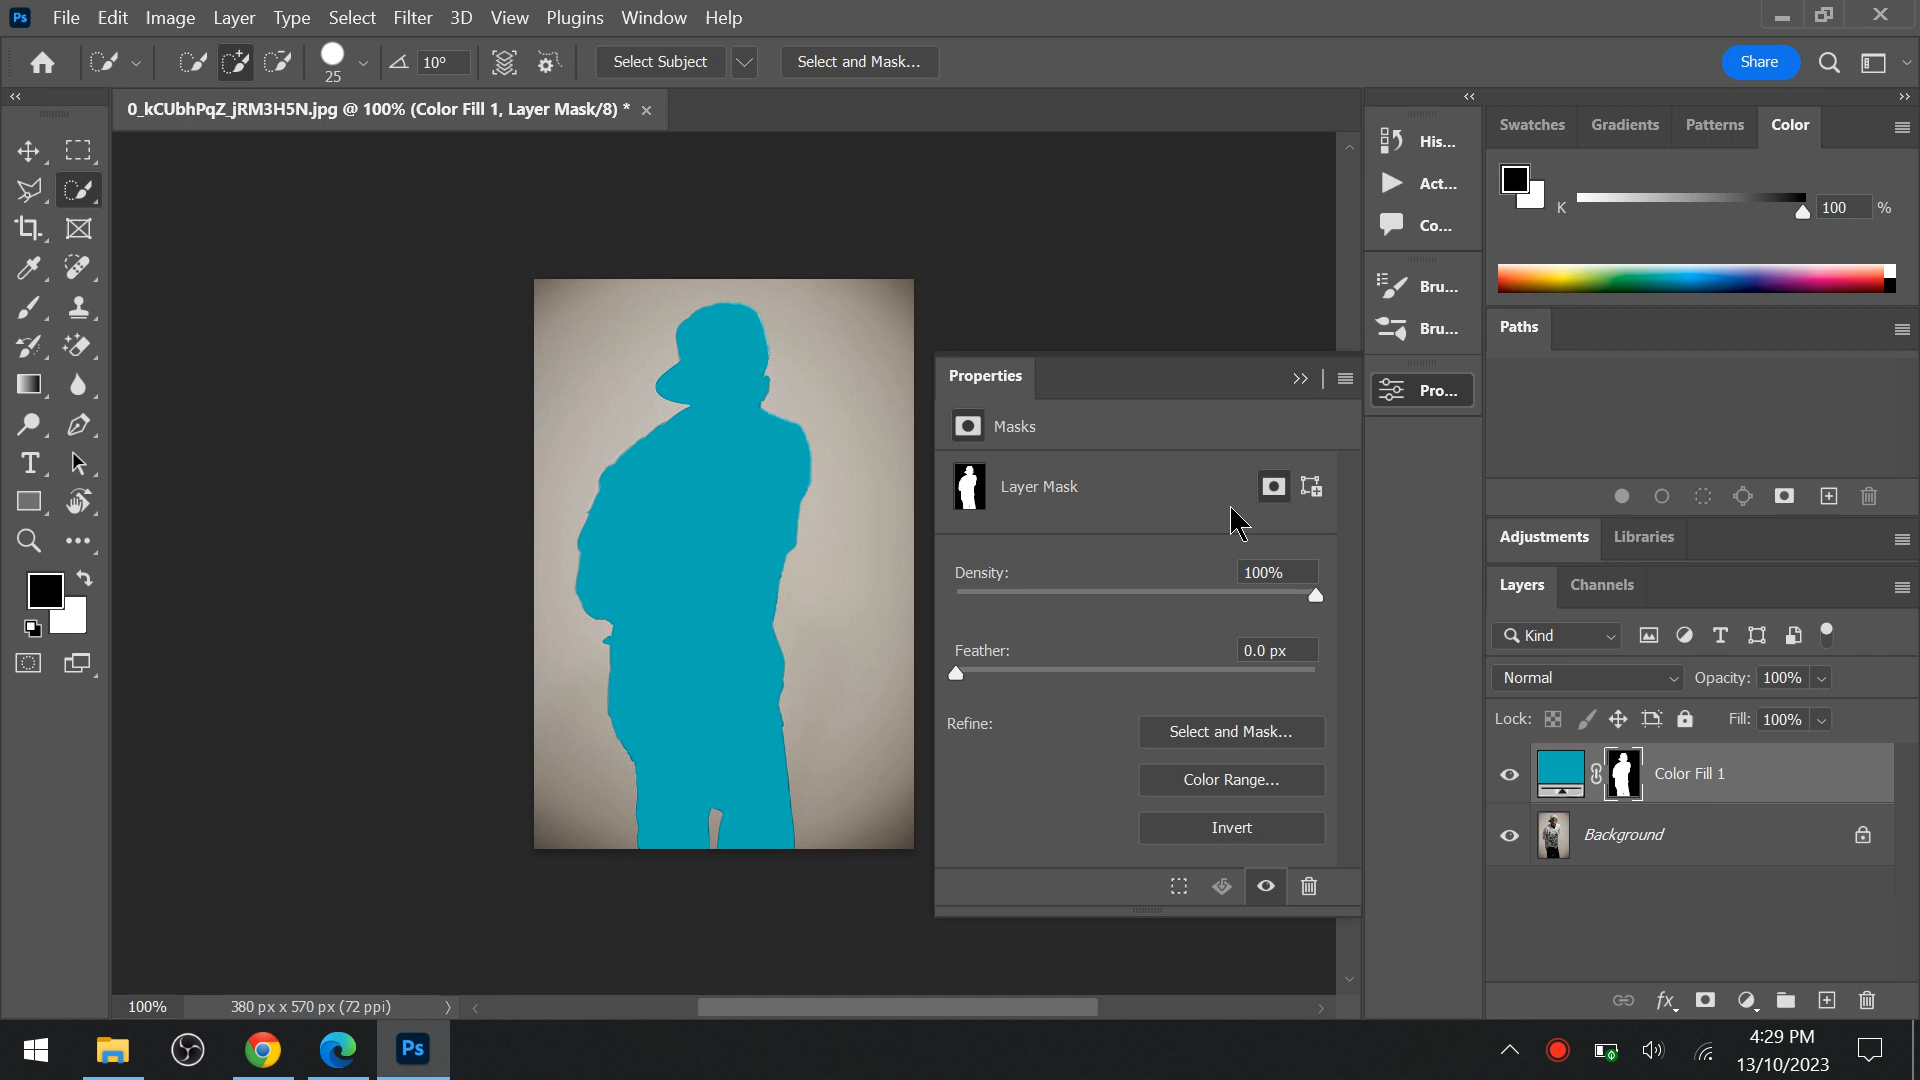 Ps File Edit Image Layer Type Select Filter 3D View Plugins Window Help
25 10° Select Subject Select and Mask... Share
0_kCUbhPqZ_jRM3H5N.jpg @ 100% (Color Fill 1, Layer Mask/8) *
His...
Act...
Co...
Bru...
Bru...
Pro...
Swatches Gradients Patterns Color
K 100 %
Paths
Properties
Masks
Layer Mask
Density: 100%
Feather: 0.0 px
Refine: Select and Mask...
Color Range...
Invert
Adjustments Libraries
Layers Channels
Kind
Normal Opacity: 100%
Lock: Fill: 100%
Color Fill 1
Background
100% 380 px x 570 px (72 ppi)
Ps
4:29 PM
13/10/2023